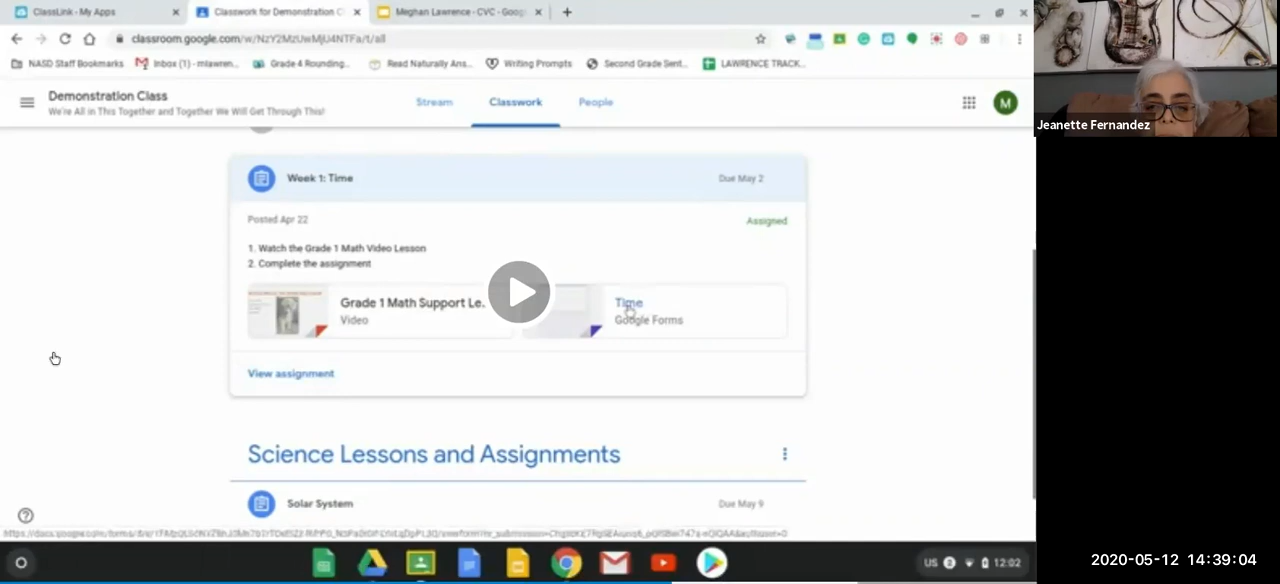 ClassLink - My Apps
Classwork for Demonstration C
Meghan Lawrence - CVC - Goog
classroom.google.com/w/NzY2MzUwMjU4NTFa/t/all
NASD Staff Bookmarks
Inbox (1) - mlawren...
Grade 4 Rounding...
Read Naturally Ans...
Writing Prompts
Second Grade Sent...
LAWRENCE TRACK...
Demonstration Class
We're All in This Together and Together We Will Get Through This!
Stream
Classwork
People
M
Jeanette Fernandez
Week 1: Time
Due May 2
Posted Apr 22
Assigned
1. Watch the Grade 1 Math Video Lesson
2. Complete the assignment
Grade 1 Math Support Le.
Video
Time
Google Forms
View assignment
Science Lessons and Assignments
Solar System
Due May 9
US 2 12:02
2020-05-12 14:39:04